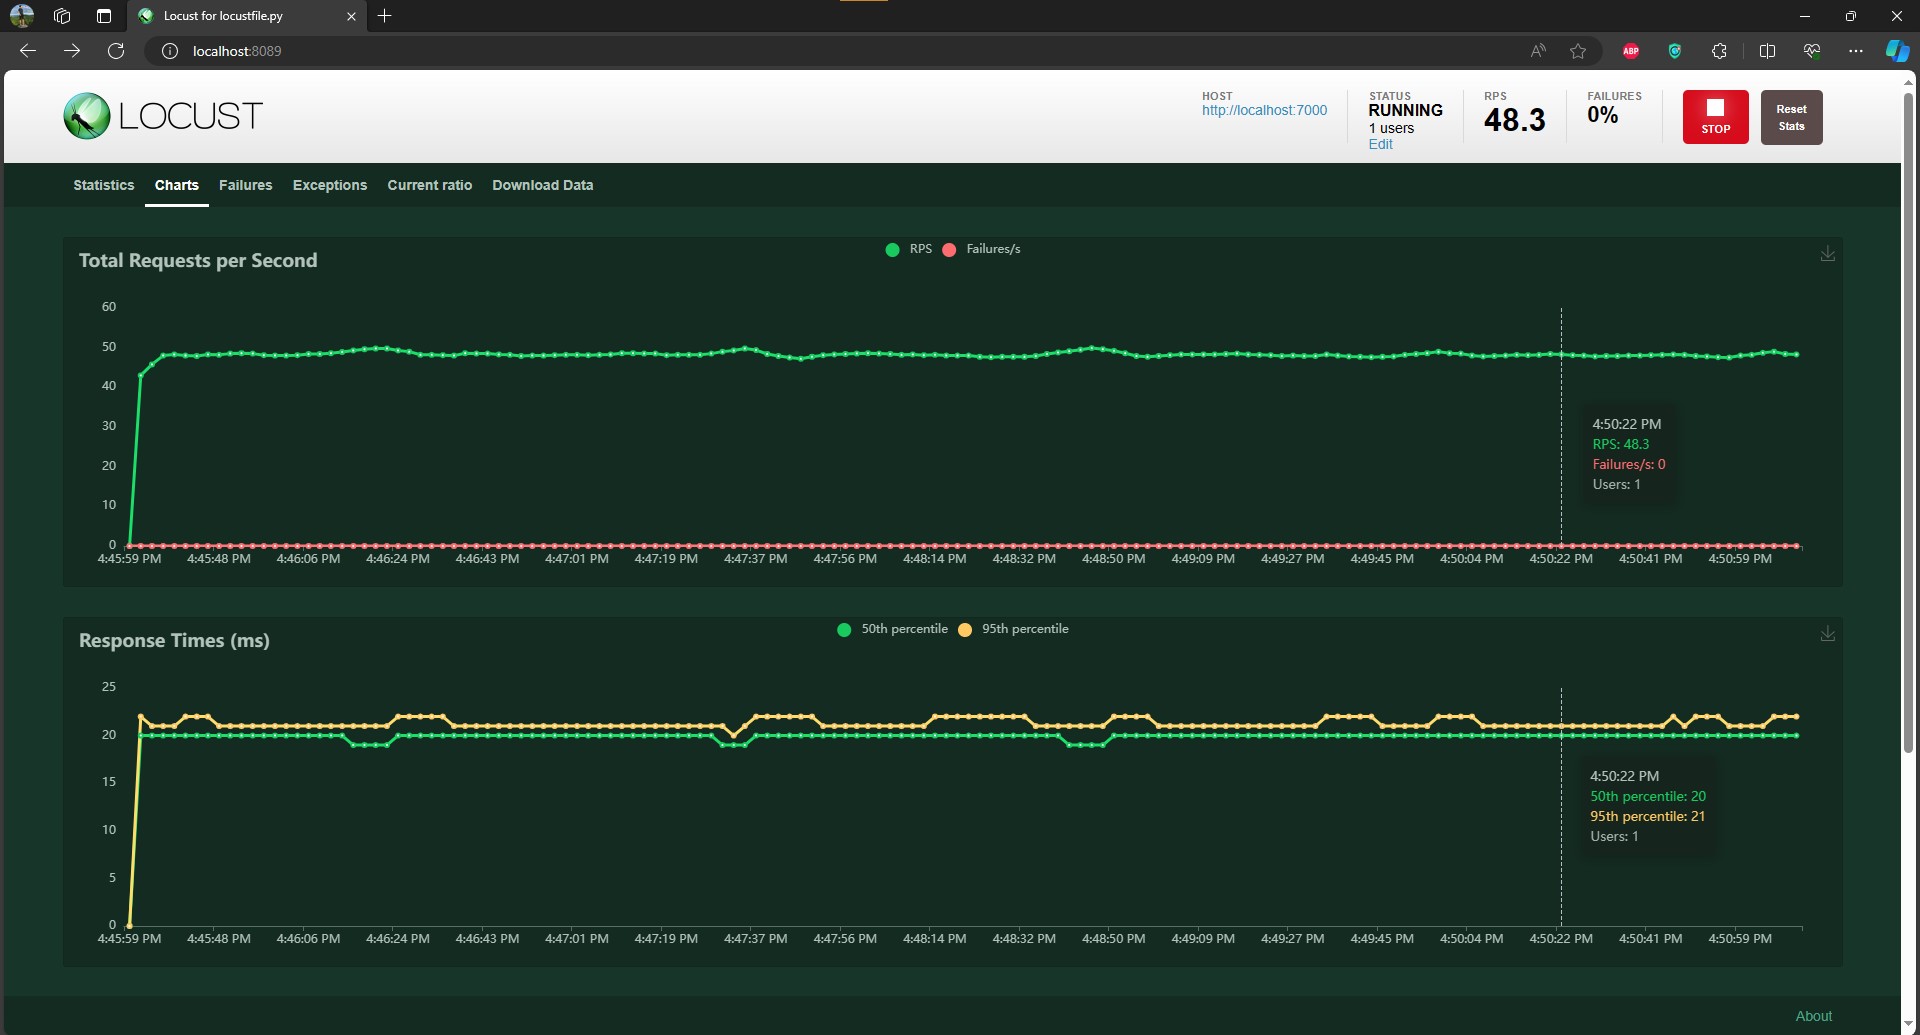 Locust for locustfile.py
localhost:8089
ABP
LOCUST
HOST
http://localhost:7000
STATUS
RUNNING
1 users
Edit
RPS
48.3
FAILURES
0%
STOP
Reset
Stats
Statistics Charts Failures Exceptions Current ratio Download Data
Total Requests per Second
RPS Failures/s
60
50
40
30
20
10
0
4:50:22 PM
RPS: 48.3
Failures/s: 0
Users: 1
4:45:59 PM 4:45:48 PM 4:46:06 PM 4:46:24 PM 4:46:43 PM 4:47:01 PM 4:47:19 PM 4:47:37 PM 4:47:56 PM 4:48:14 PM 4:48:32 PM 4:48:50 PM 4:49:09 PM 4:49:27 PM 4:49:45 PM 4:50:04 PM 4:50:22 PM 4:50:41 PM 4:50:59 PM
Response Times (ms)
50th percentile 95th percentile
25
20
15
10
5
0
4:50:22 PM
50th percentile: 20
95th percentile: 21
Users: 1
4:45:59 PM 4:45:48 PM 4:46:06 PM 4:46:24 PM 4:46:43 PM 4:47:01 PM 4:47:19 PM 4:47:37 PM 4:47:56 PM 4:48:14 PM 4:48:32 PM 4:48:50 PM 4:49:09 PM 4:49:27 PM 4:49:45 PM 4:50:04 PM 4:50:22 PM 4:50:41 PM 4:50:59 PM
About